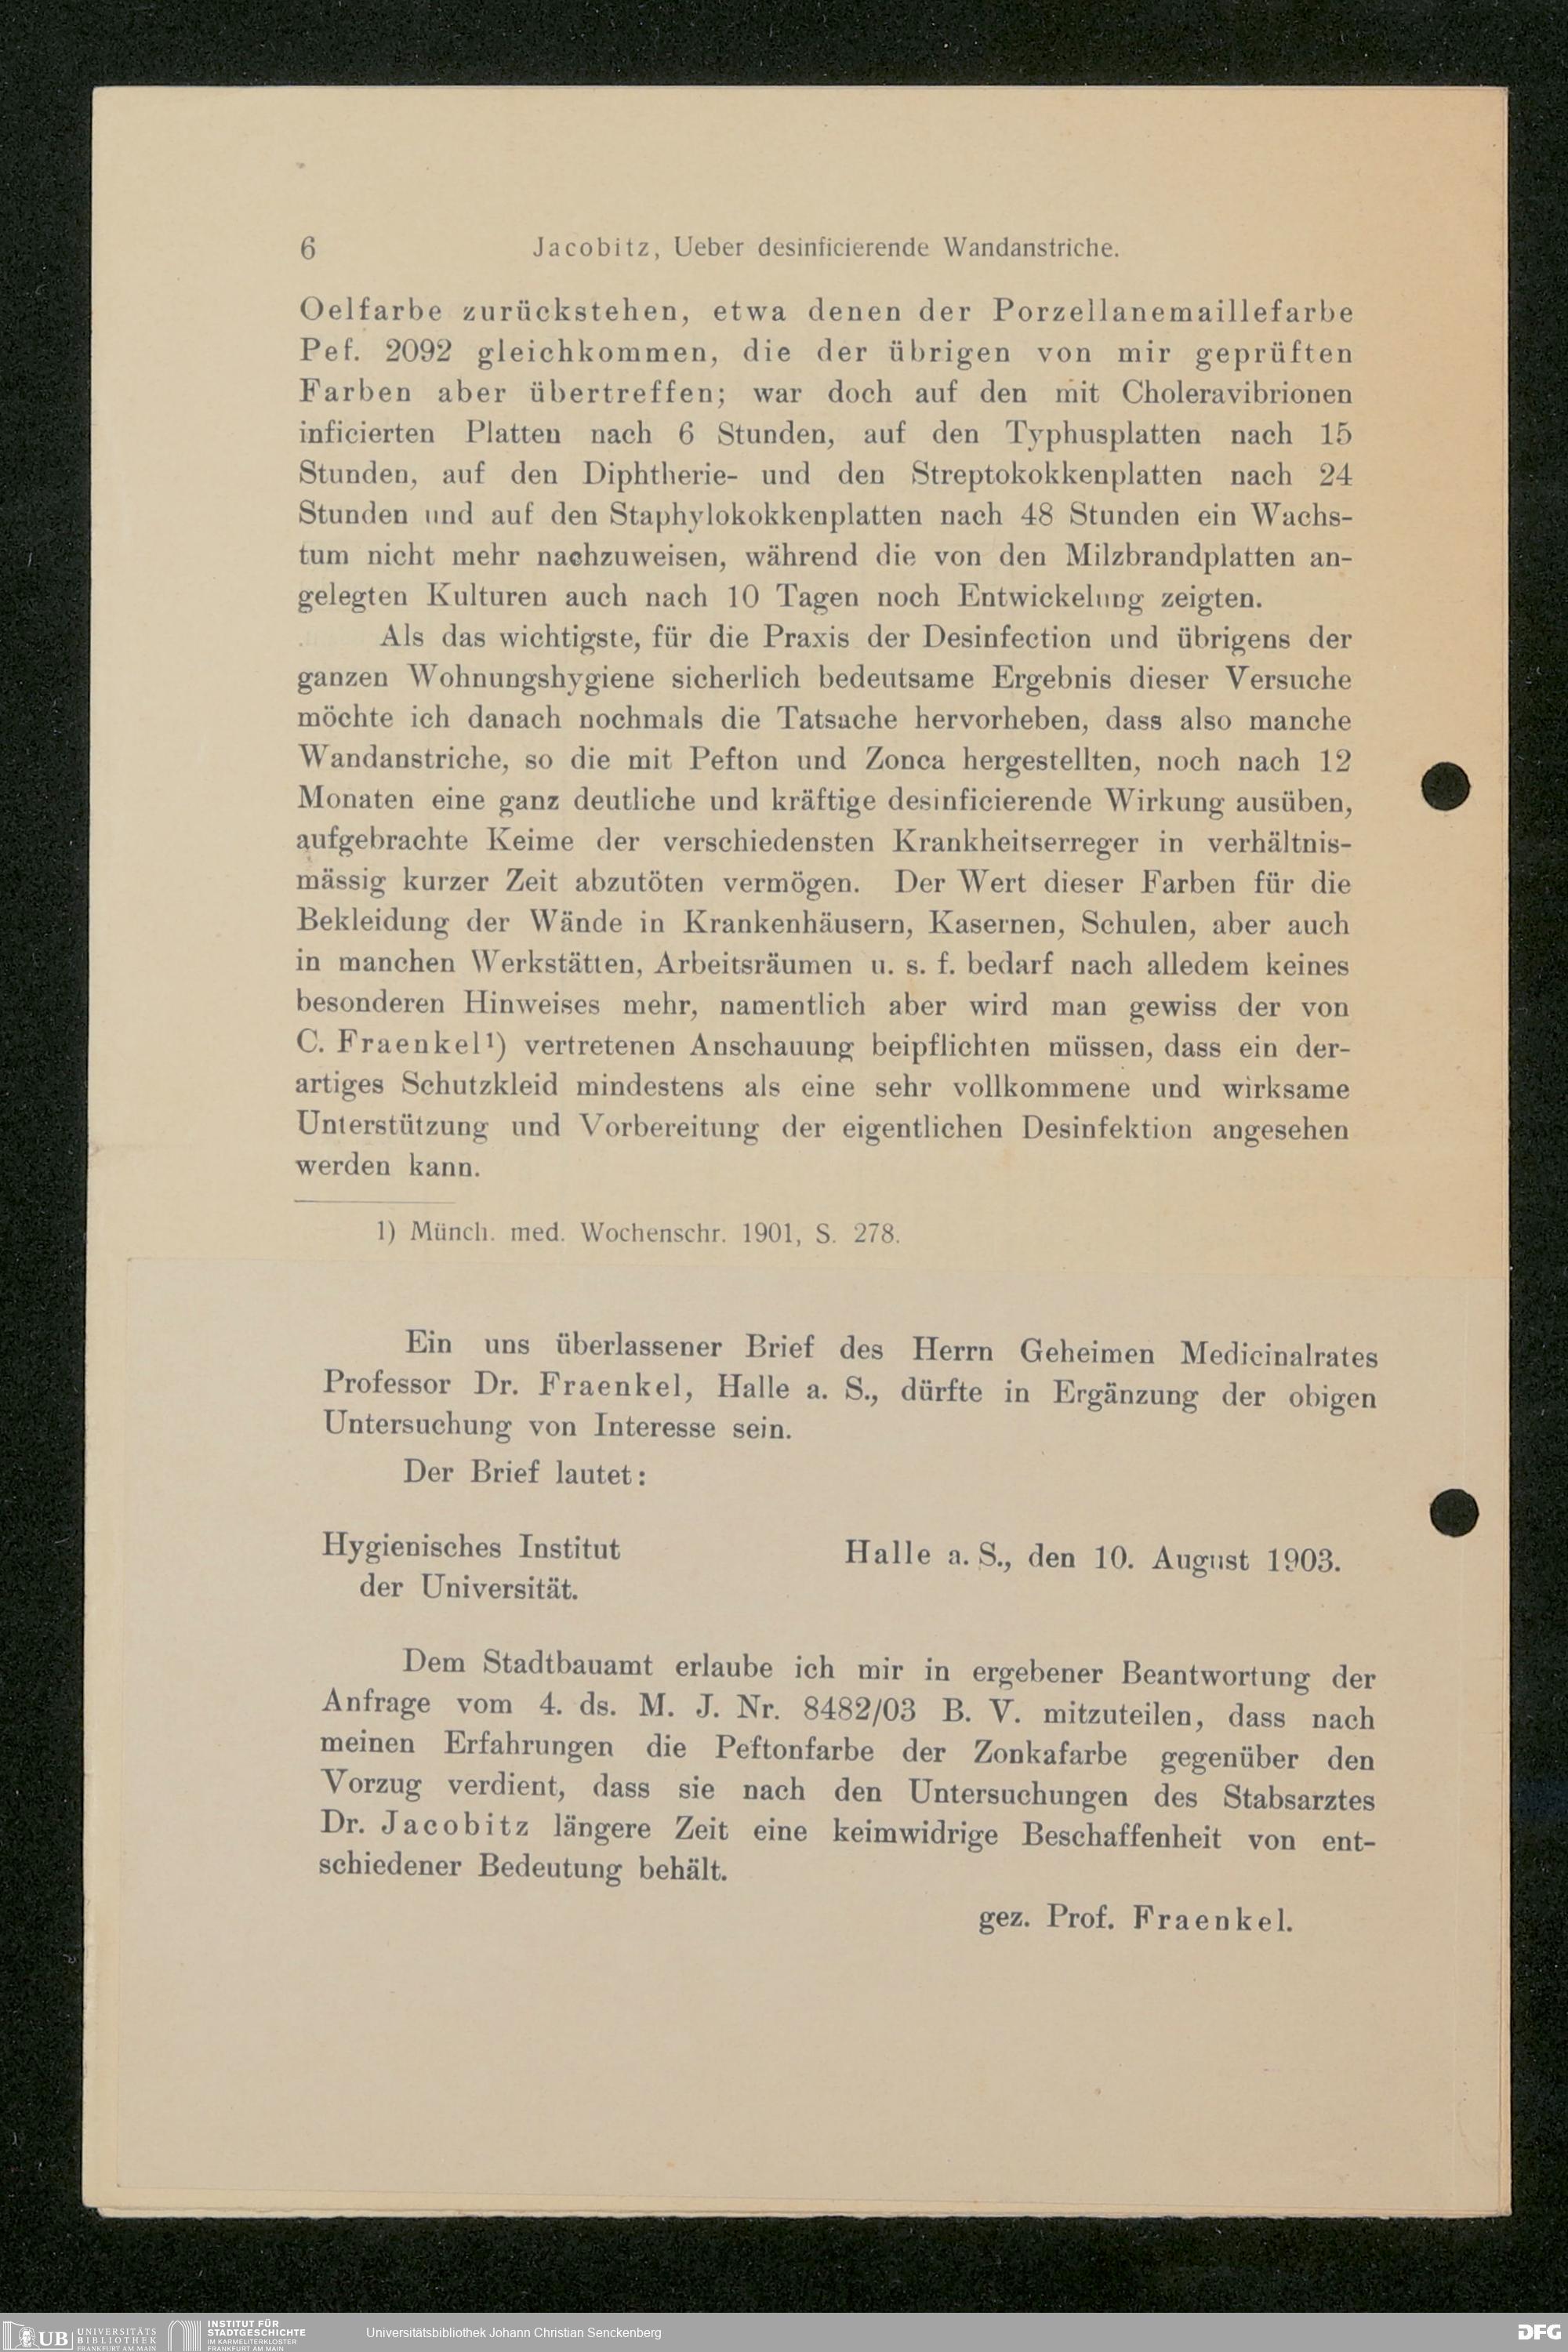 6 Jacobitz, Ueber desinficierende Wandanstriche.
Oelfarbe zurückstehen, etwa denen der Porzellanemaillefarbe
Pef. 2092 gleichkommen, die der übrigen von mir geprüften
Farben aber übertreffen; war doch auf den mit Choleravibrionen
inficierten Platten nach 6 Stunden, auf den Typhusplatten nach 15
Stunden, auf den Diphtherie- und den Streptokokkenplatten nach 24
Stunden und auf den Staphylokokkenplatten nach 48 Stunden ein Wachs-
tum nicht mehr nachzuweisen, während die von den Milzbrandplatten an-
gelegten Kulturen auch nach 10 Tagen noch Entwickelung zeigten.
Als das wichtigste, für die Praxis der Desinfection und übrigens der
ganzen Wohnungshygiene sicherlich bedeutsame Ergebnis dieser Versuche
möchte ich danach nochmals die Tatsache hervorheben, dass also manche
Wandanstriche, so die mit Pefton und Zonca hergestellten, noch nach 12
Monaten eine ganz deutliche und kräftige desinficierende Wirkung ausüben,
aufgebrachte Keime der verschiedensten Krankheitserreger in verhältnis-
mässig kurzer Zeit abzutöten vermögen. Der Wert dieser Farben für die
Bekleidung der Wände in Krankenhäusern, Kasernen, Schulen, aber auch
in manchen Werkstätten, Arbeitsräumen u. s. f. bedarf nach alledem keines
besonderen Hinweises mehr, namentlich aber wird man gewiss der von
C. Fraenkel¹) vertretenen Anschauung beipflichten müssen, dass ein der-
artiges Schutzkleid mindestens als eine sehr vollkommene und wirksame
Unterstützung und Vorbereitung der eigentlichen Desinfektion angesehen
werden kann.
1) Münch. med. Wochenschr. 1901, S. 278.
Ein uns überlassener Brief des Herrn Geheimen Medicinalrates
Professor Dr. Fraenkel, Halle a. S., dürfte in Ergänzung der obigen
Untersuchung von Interesse sein.
Der Brief lautet:
Hygienisches Institut
der Universität.
Halle a. S., den 10. August 1903.
Dem Stadtbauamt erlaube ich mir in ergebener Beantwortung der
Anfrage vom 4. ds. M. J. Nr. 8482/03 B. V. mitzuteilen, dass nach
meinen Erfahrungen die Peftonfarbe der Zonkafarbe gegenüber den
Vorzug verdient, dass sie nach den Untersuchungen des Stabsarztes
Dr. Jacobitz längere Zeit eine keimwidrige Beschaffenheit von ent-
schiedener Bedeutung behält.
gez. Prof. Fraenkel.
UB UNIVERSITÄTS
BIBLIOTHEK
FRANKFURT AM MAIN
INSTITUT FÜR
STADTGESCHICHTE
IM KARMELITERKLOSTER
FRANKFURT AM MAIN
Universitätsbibliothek Johann Christian Senckenberg
DFG